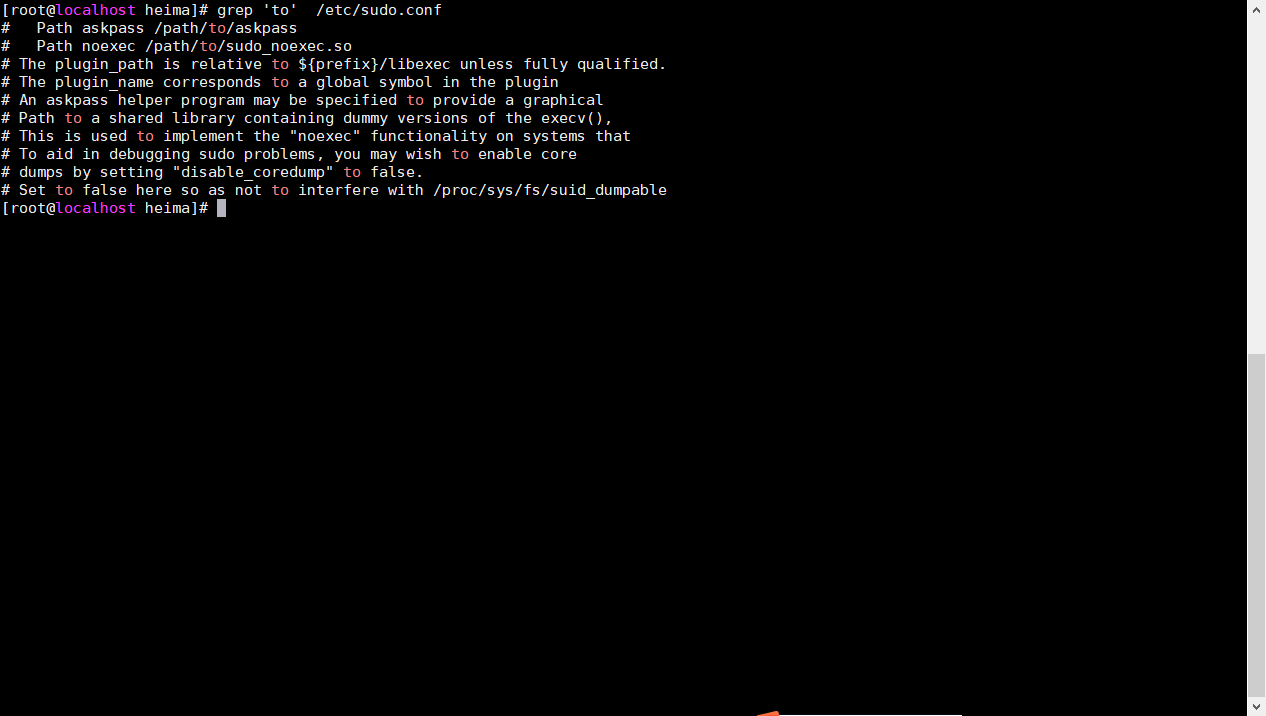 [root@localhost heima]# grep 'to'  /etc/sudo.conf
#   Path askpass /path/to/askpass
#   Path noexec /path/to/sudo_noexec.so
# The plugin_path is relative to ${prefix}/libexec unless fully qualified.
# The plugin_name corresponds to a global symbol in the plugin
# An askpass helper program may be specified to provide a graphical
# Path to a shared library containing dummy versions of the execv(),
# This is used to implement the "noexec" functionality on systems that
# To aid in debugging sudo problems, you may wish to enable core
# dumps by setting "disable_coredump" to false.
# Set to false here so as not to interfere with /proc/sys/fs/suid_dumpable
[root@localhost heima]#